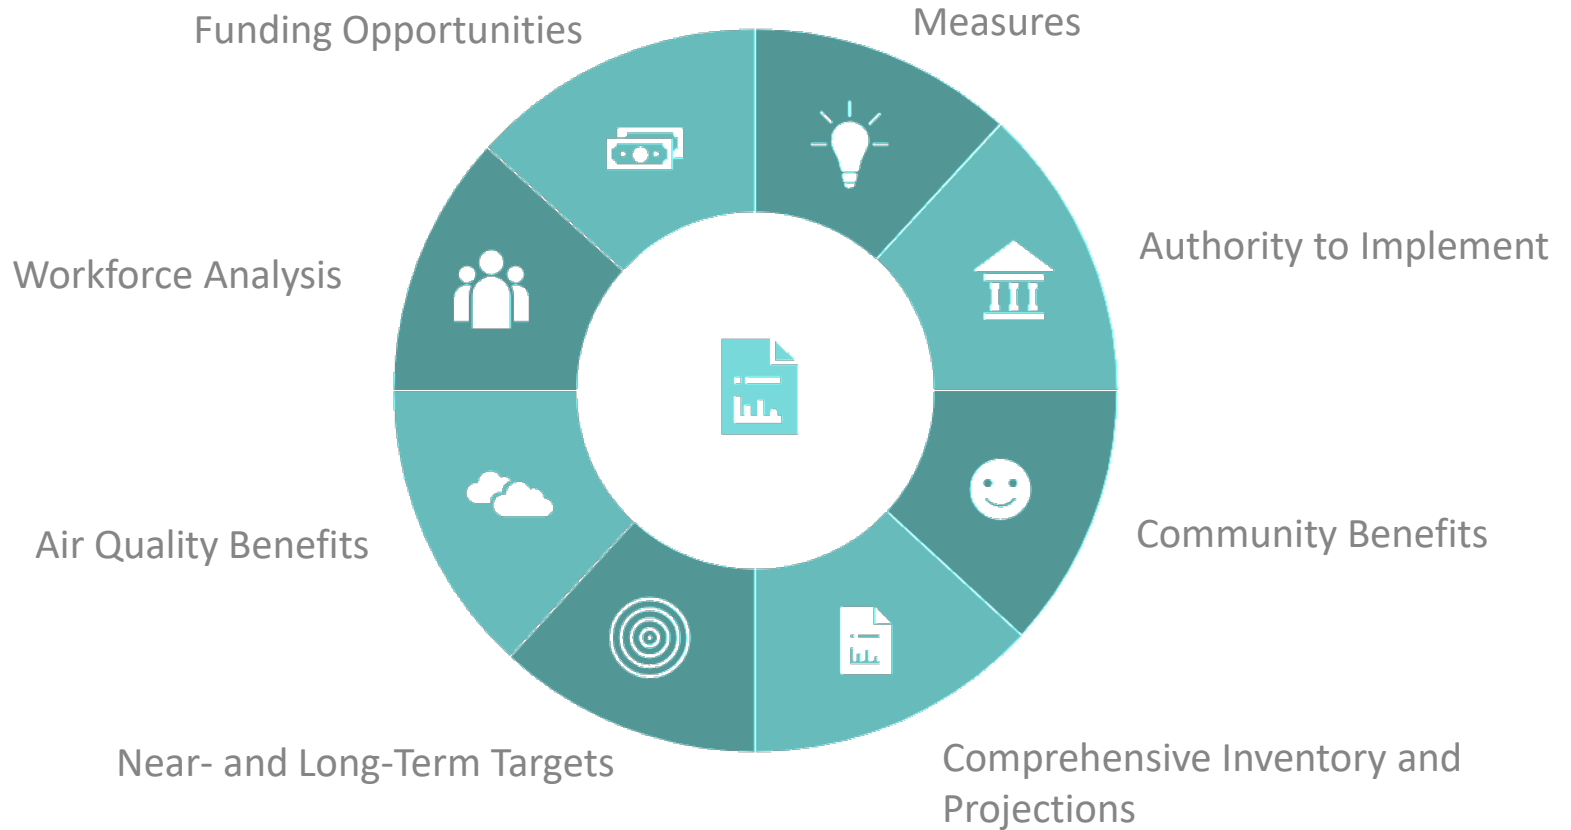 Funding Opportunities
Measures
Workforce Analysis
Authority to Implement
Air Quality Benefits
Community Benefits
Near- and Long-Term Targets
Comprehensive Inventory and
Projections